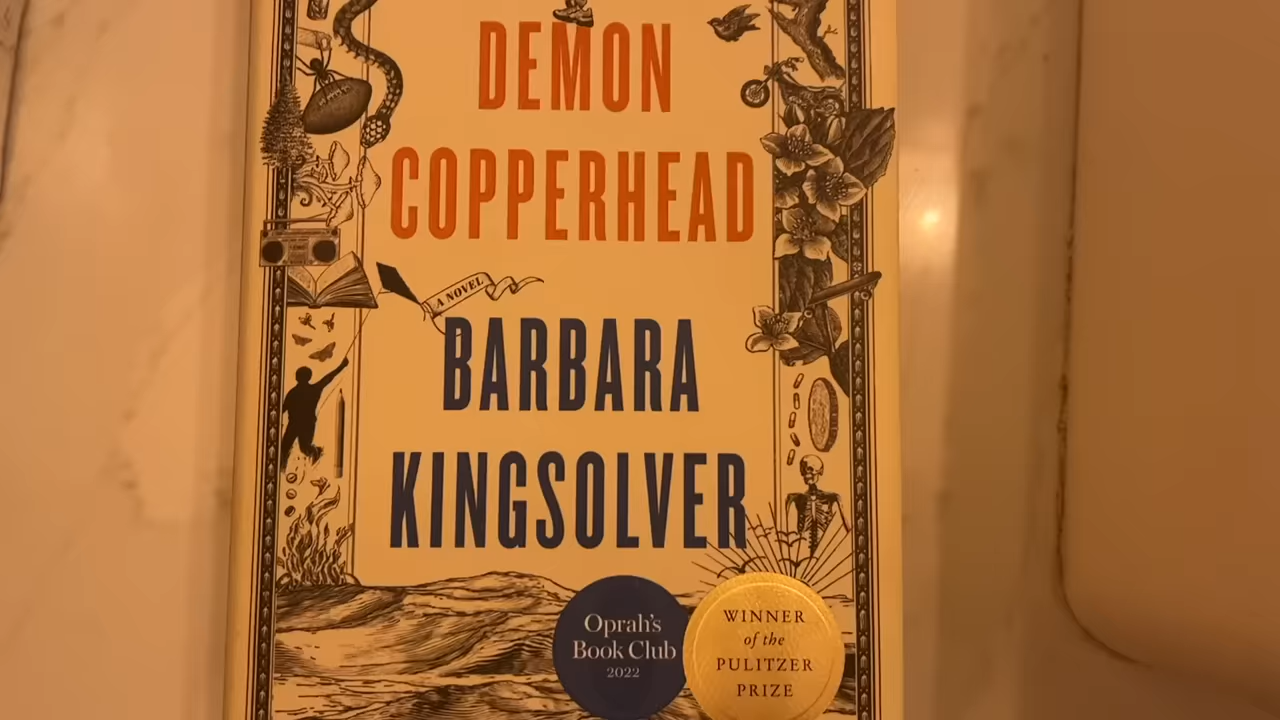 DEMON
COPPERHEAD
A NOVEL
BARBARA
KINGSOLVER
Oprah's
Book Club
2022
WINNER
of the
PULITZER
PRIZE